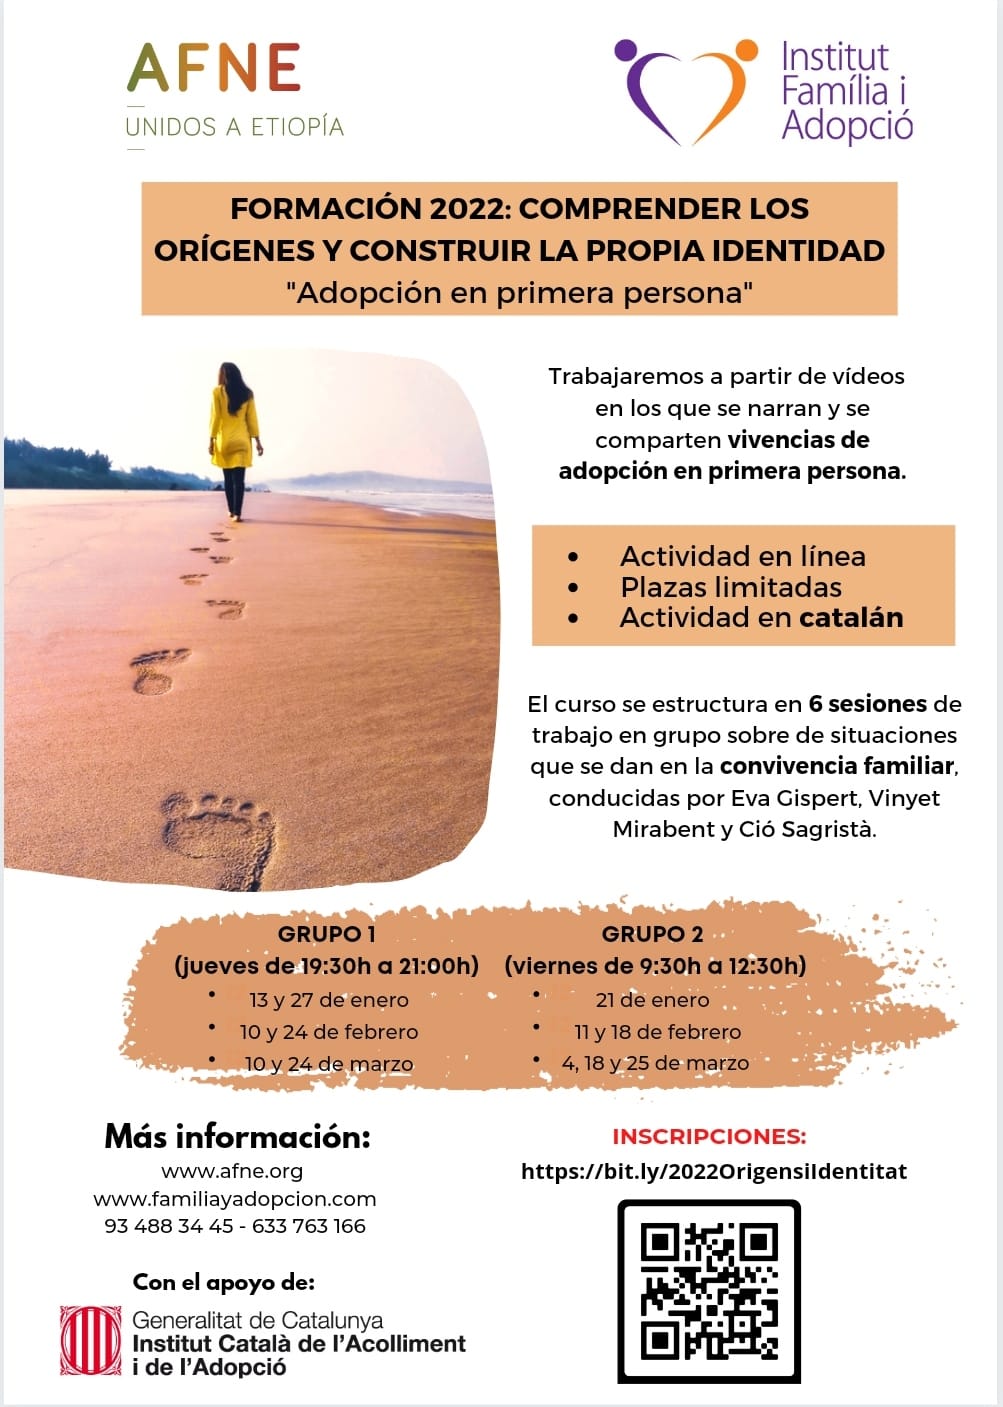 AFNE
UNIDOS A ETIOPÍA
Institut
Família i
Adopció
FORMACIÓN 2022: COMPRENDER LOS
ORÍGENES Y CONSTRUIR LA PROPIA IDENTIDAD
"Adopción en primera persona"
Trabajaremos a partir de vídeos
en los que se narran y se
comparten vivencias de
adopción en primera persona.
• Actividad en línea
• Plazas limitadas
• Actividad en catalán
El curso se estructura en 6 sesiones de
trabajo en grupo sobre de situaciones
que se dan en la convivencia familiar,
conducidas por Eva Gispert, Vinyet
Mirabent y Ció Sagristà.
GRUPO 1
(jueves de 19:30h a 21:00h)
• 13 y 27 de enero
• 10 y 24 de febrero
• 10 y 24 de marzo
GRUPO 2
(viernes de 9:30h a 12:30h)
• 21 de enero
• 11 y 18 de febrero
• 4, 18 y 25 de marzo
Más información:
www.afne.org
www.familiayadopcion.com
93 488 34 45 - 633 763 166
Con el apoyo de:
Generalitat de Catalunya
Institut Català de l'Acolliment
i de l'Adopció
INSCRIPCIONES:
https://bit.ly/2022OrigensiIdentitat